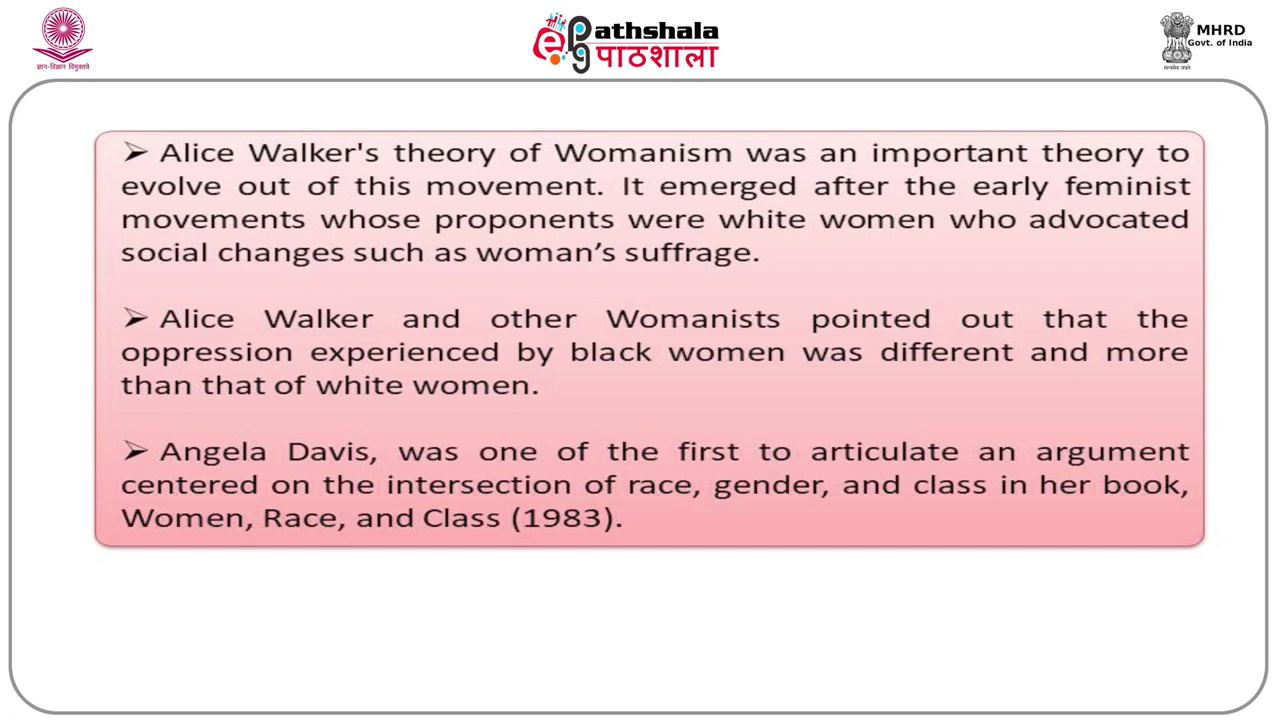 ज्ञान-विज्ञान विमुक्तये
Pathshala
पाठशाला
MHRD
Govt. of India
सत्यमेव जयते
➢ Alice Walker's theory of Womanism was an important theory to
evolve out of this movement. It emerged after the early feminist
movements whose proponents were white women who advocated
social changes such as woman’s suffrage.
➢ Alice Walker and other Womanists pointed out that the
oppression experienced by black women was different and more
than that of white women.
➢ Angela Davis, was one of the first to articulate an argument
centered on the intersection of race, gender, and class in her book,
Women, Race, and Class (1983).